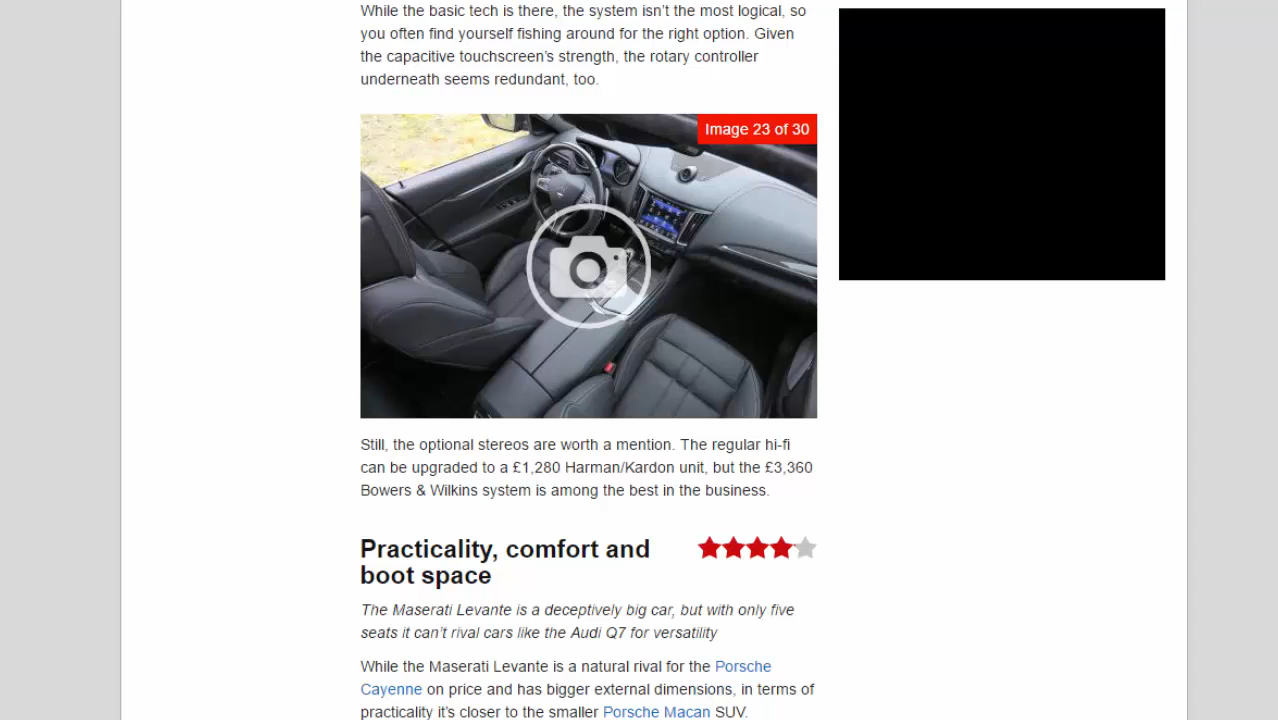 While the basic tech is there, the system isn't the most logical, so
you often find yourself fishing around for the right option. Given
the capacitive touchscreen's strength, the rotary controller
underneath seems redundant, too.
Image 23 of 30
Still, the optional stereos are worth a mention. The regular hi-fi
can be upgraded to a £1,280 Harman/Kardon unit, but the £3,360
Bowers & Wilkins system is among the best in the business.
Practicality, comfort and
boot space
The Maserati Levante is a deceptively big car, but with only five
seats it can't rival cars like the Audi Q7 for versatility
While the Maserati Levante is a natural rival for the Porsche
Cayenne on price and has bigger external dimensions, in terms of
practicality it's closer to the smaller Porsche Macan SUV.